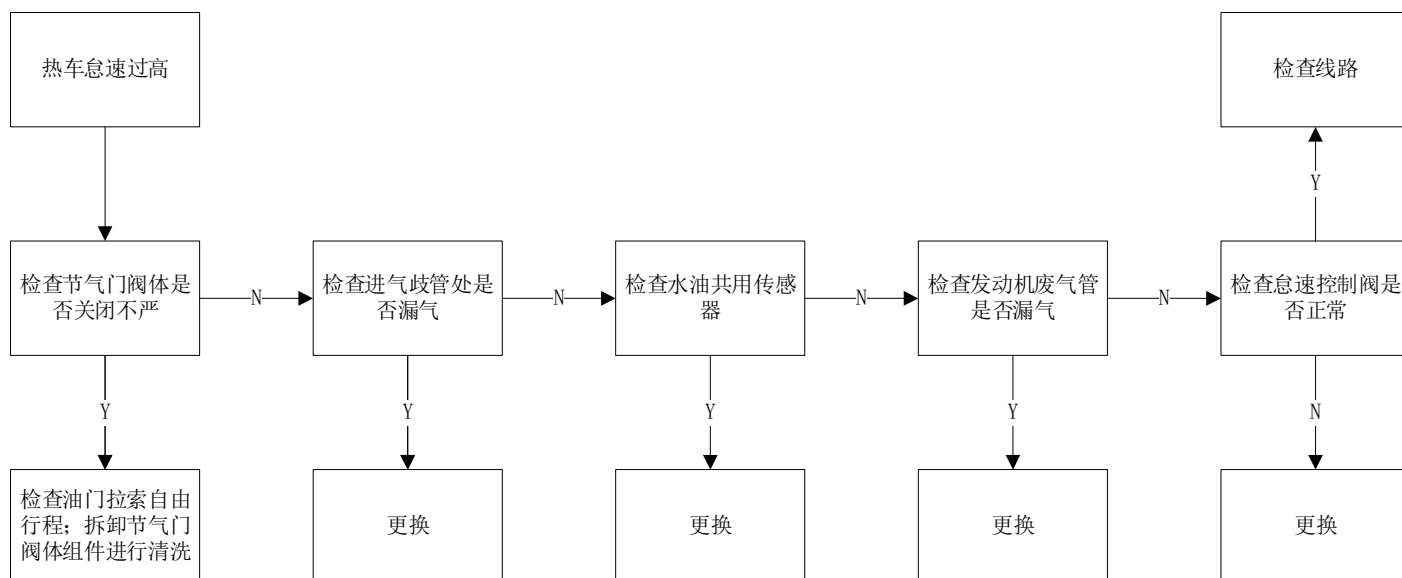 热车怠速过高
检查线路
Y
检查节气门阀体是
否关闭不严
N
检查进气歧管处是
否漏气
N
检查水油共用传感
器
N
检查发动机废气管
是否漏气
N
检查怠速控制阀是
否正常
Y
Y
Y
Y
N
检查油门拉索自由
行程；拆卸节气门
阀体组件进行清洗
更换
更换
更换
更换